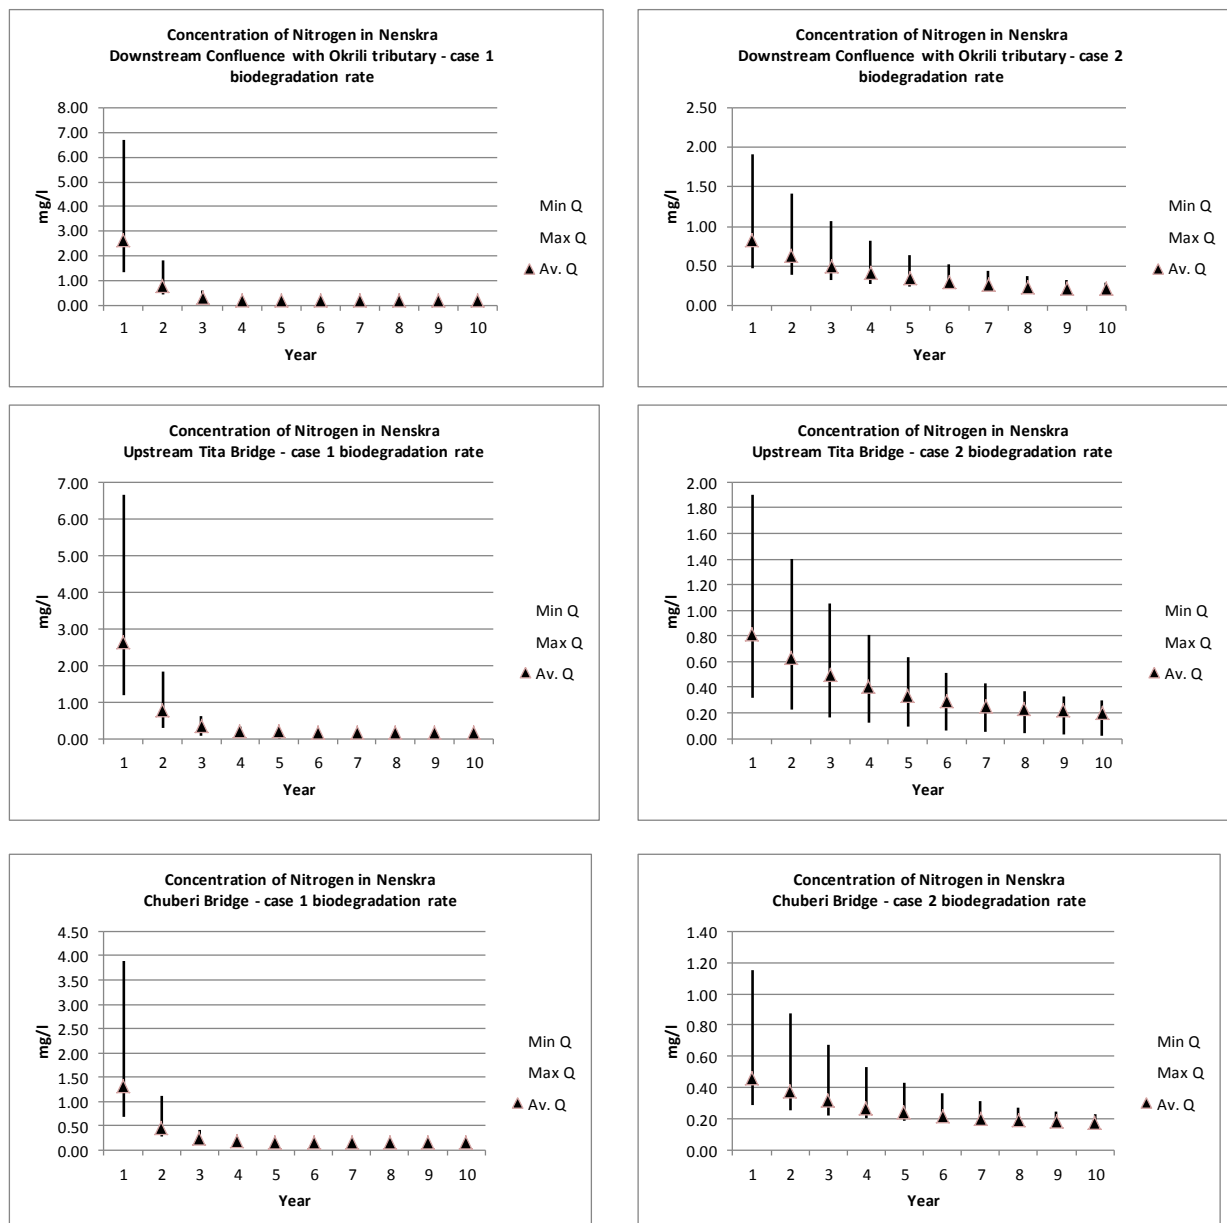 Concentration of Nitrogen in Nenskra
Downstream Confluence with Okrili tributary - case 1
biodegradation rate
8.00
7.00
6.00
5.00
4.00
3.00
2.00
1.00
0.00
mg/l
1 2 3 4 5 6 7 8 9 10
Year
Min Q
Max Q
Av. Q
Concentration of Nitrogen in Nenskra
Downstream Confluence with Okrili tributary - case 2
biodegradation rate
2.50
2.00
1.50
1.00
0.50
0.00
mg/l
1 2 3 4 5 6 7 8 9 10
Year
Min Q
Max Q
Av. Q
Concentration of Nitrogen in Nenskra
Upstream Tita Bridge - case 1 biodegradation rate
7.00
6.00
5.00
4.00
3.00
2.00
1.00
0.00
mg/l
1 2 3 4 5 6 7 8 9 10
Year
Min Q
Max Q
Av. Q
Concentration of Nitrogen in Nenskra
Upstream Tita Bridge - case 2 biodegradation rate
2.00
1.80
1.60
1.40
1.20
1.00
0.80
0.60
0.40
0.20
0.00
mg/l
1 2 3 4 5 6 7 8 9 10
Year
Min Q
Max Q
Av. Q
Concentration of Nitrogen in Nenskra
Chuberi Bridge - case 1 biodegradation rate
4.50
4.00
3.50
3.00
2.50
2.00
1.50
1.00
0.50
0.00
mg/l
1 2 3 4 5 6 7 8 9 10
Year
Min Q
Max Q
Av. Q
Concentration of Nitrogen in Nenskra
Chuberi Bridge - case 2 biodegradation rate
1.40
1.20
1.00
0.80
0.60
0.40
0.20
0.00
mg/l
1 2 3 4 5 6 7 8 9 10
Year
Min Q
Max Q
Av. Q